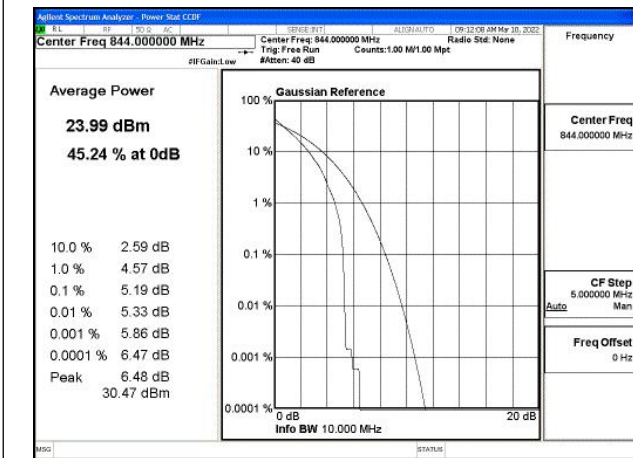 Agilent Spectrum Analyzer - Power Stat CCDF
RL RF 50 Ω AC SENSE:INT ALIGNAUTO 09:12:08 AM Mar 10, 2022
Center Freq 844.000000 MHz
Center Freq: 844.000000 MHz Radio Std: None
Trig: Free Run Counts:1.00 M/1.00 Mpt
#IFGain:Low #Atten: 40 dB
Frequency
Average Power
23.99 dBm
45.24 % at 0dB
10.0 % 2.59 dB
1.0 % 4.57 dB
0.1 % 5.19 dB
0.01 % 5.33 dB
0.001 % 5.86 dB
0.0001 % 6.47 dB
Peak 6.48 dB
30.47 dBm
Gaussian Reference
100 %
10 %
1 %
0.1 %
0.01 %
0.001 %
0.0001 %
0 dB 20 dB
Info BW 10.000 MHz
Center Freq
844.000000 MHz
CF Step
5.000000 MHz
Auto Man
Freq Offset
0 Hz
MSG STATUS